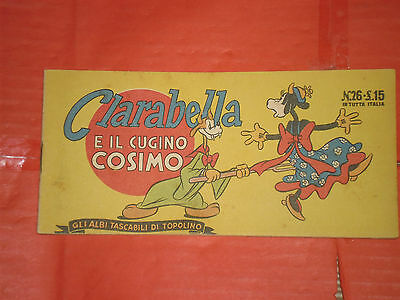 Clarabella
E IL CUGINO
COSIMO
N.26-£.15
IN TUTTA ITALIA
GLI ALBI TASCABILI DI TOPOLINO